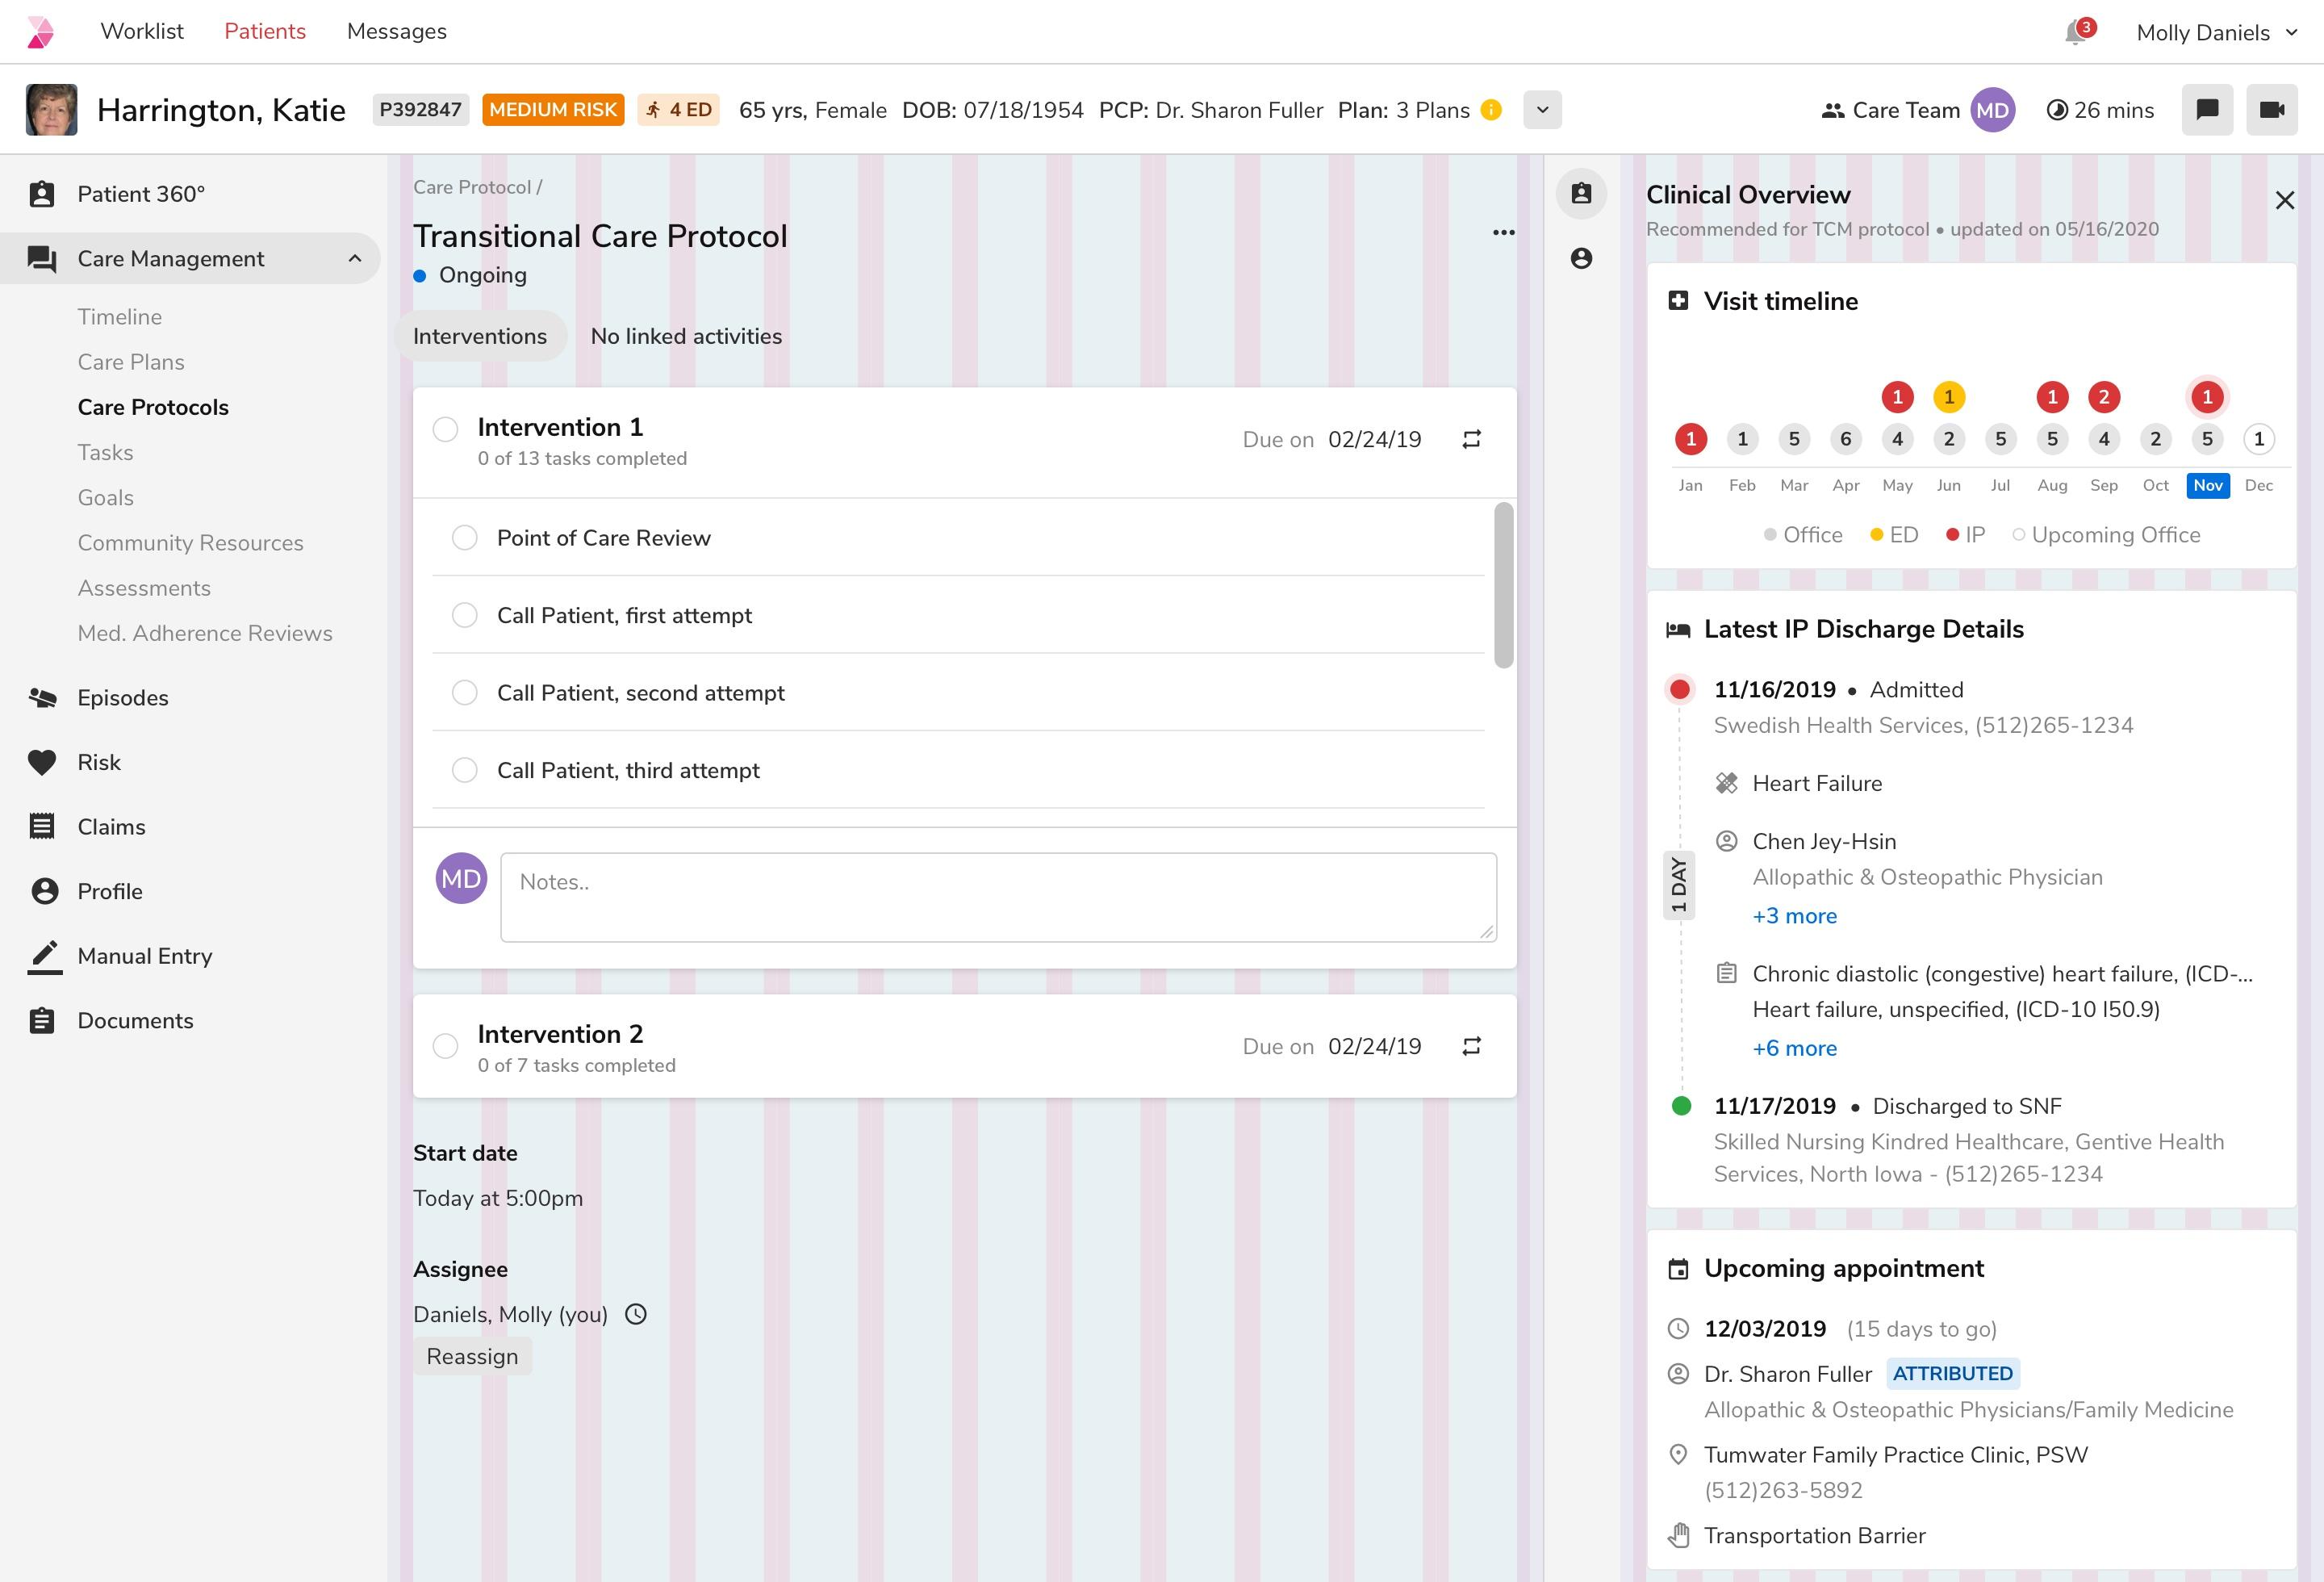 Worklist Patients Messages 3 Molly Daniels
Harrington, Katie P392847 MEDIUM RISK 4 ED 65 yrs, Female DOB: 07/18/1954 PCP: Dr. Sharon Fuller Plan: 3 Plans Care Team MD 26 mins
Patient 360°
Care Management
Timeline
Care Plans
Care Protocols
Tasks
Goals
Community Resources
Assessments
Med. Adherence Reviews
Episodes
Risk
Claims
Profile
Manual Entry
Documents
Care Protocol /
Transitional Care Protocol
Ongoing
Interventions No linked activities
Intervention 1
0 of 13 tasks completed
Due on 02/24/19
Point of Care Review
Call Patient, first attempt
Call Patient, second attempt
Call Patient, third attempt
MD Notes..
Intervention 2
0 of 7 tasks completed
Due on 02/24/19
Start date
Today at 5:00pm
Assignee
Daniels, Molly (you)
Reassign
Clinical Overview
Recommended for TCM protocol • updated on 05/16/2020
Visit timeline
1 1 1 2 1
1 1 5 6 4 2 5 5 4 2 5 1
Jan Feb Mar Apr May Jun Jul Aug Sep Oct Nov Dec
Office ED IP Upcoming Office
Latest IP Discharge Details
11/16/2019 • Admitted
Swedish Health Services, (512)265-1234
Heart Failure
Chen Jey-Hsin
Allopathic & Osteopathic Physician
+3 more
1 DAY
Chronic diastolic (congestive) heart failure, (ICD-...
Heart failure, unspecified, (ICD-10 I50.9)
+6 more
11/17/2019 • Discharged to SNF
Skilled Nursing Kindred Healthcare, Gentive Health
Services, North Iowa - (512)265-1234
Upcoming appointment
12/03/2019 (15 days to go)
Dr. Sharon Fuller ATTRIBUTED
Allopathic & Osteopathic Physicians/Family Medicine
Tumwater Family Practice Clinic, PSW
(512)263-5892
Transportation Barrier